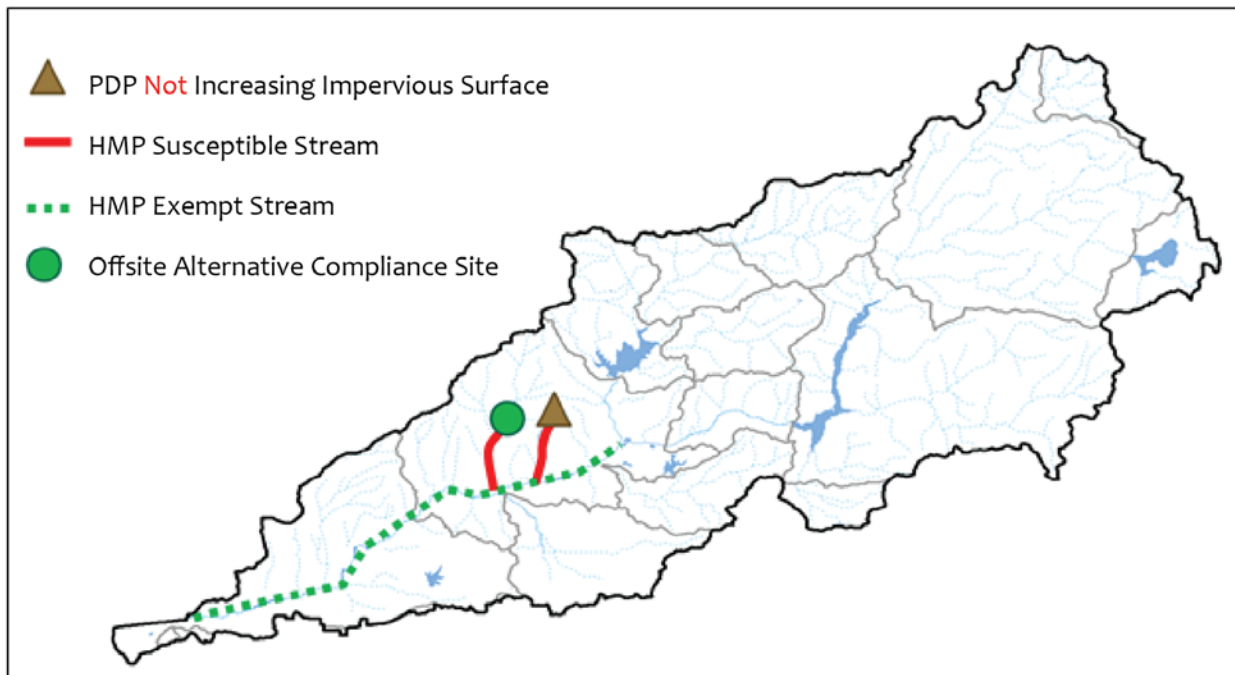 PDP Not Increasing Impervious Surface
HMP Susceptible Stream
HMP Exempt Stream
Offsite Alternative Compliance Site